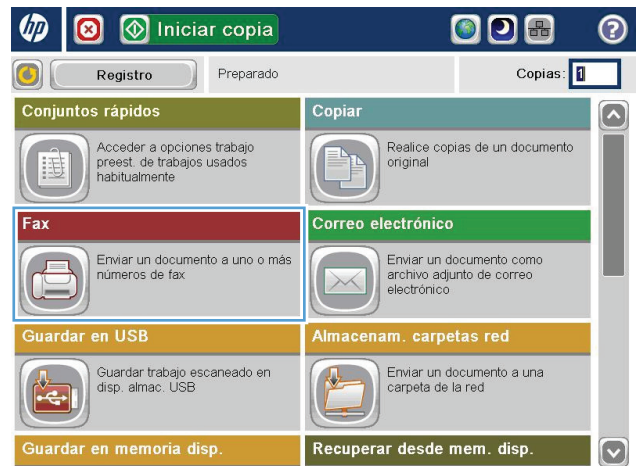 hp
Iniciar copia
?
Registro
Preparado
Copias: 1
Conjuntos rápidos
Acceder a opciones trabajo
preest. de trabajos usados
habitualmente
Copiar
Realice copias de un documento
original
Fax
Enviar un documento a uno o más
números de fax
Correo electrónico
Enviar un documento como
archivo adjunto de correo
electrónico
Guardar en USB
Guardar trabajo escaneado en
disp. almac. USB
Almacenam. carpetas red
Enviar un documento a una
carpeta de la red
Guardar en memoria disp.
Recuperar desde mem. disp.